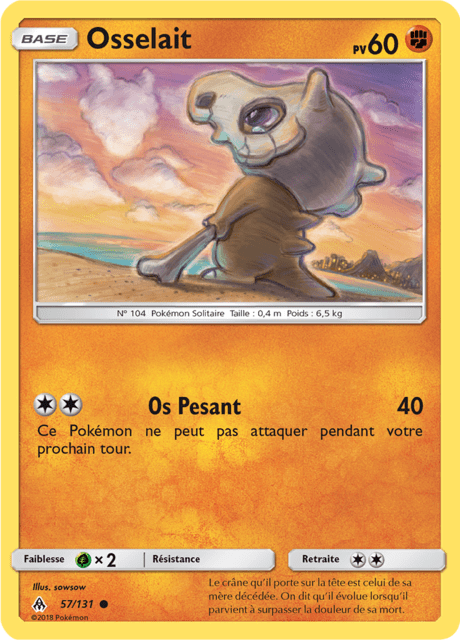 BASE Osselait PV60
N° 104 Pokémon Solitaire Taille : 0,4 m Poids : 6,5 kg
Os Pesant 40
Ce Pokémon ne peut pas attaquer pendant votre
prochain tour.
Faiblesse ×2 Résistance Retraite
Illus. sowsow
57/131
©2018 Pokémon
Le crâne qu'il porte sur la tête est celui de sa
mère décédée. On dit qu'il évolue lorsqu'il
parvient à surpasser la douleur de sa mort.